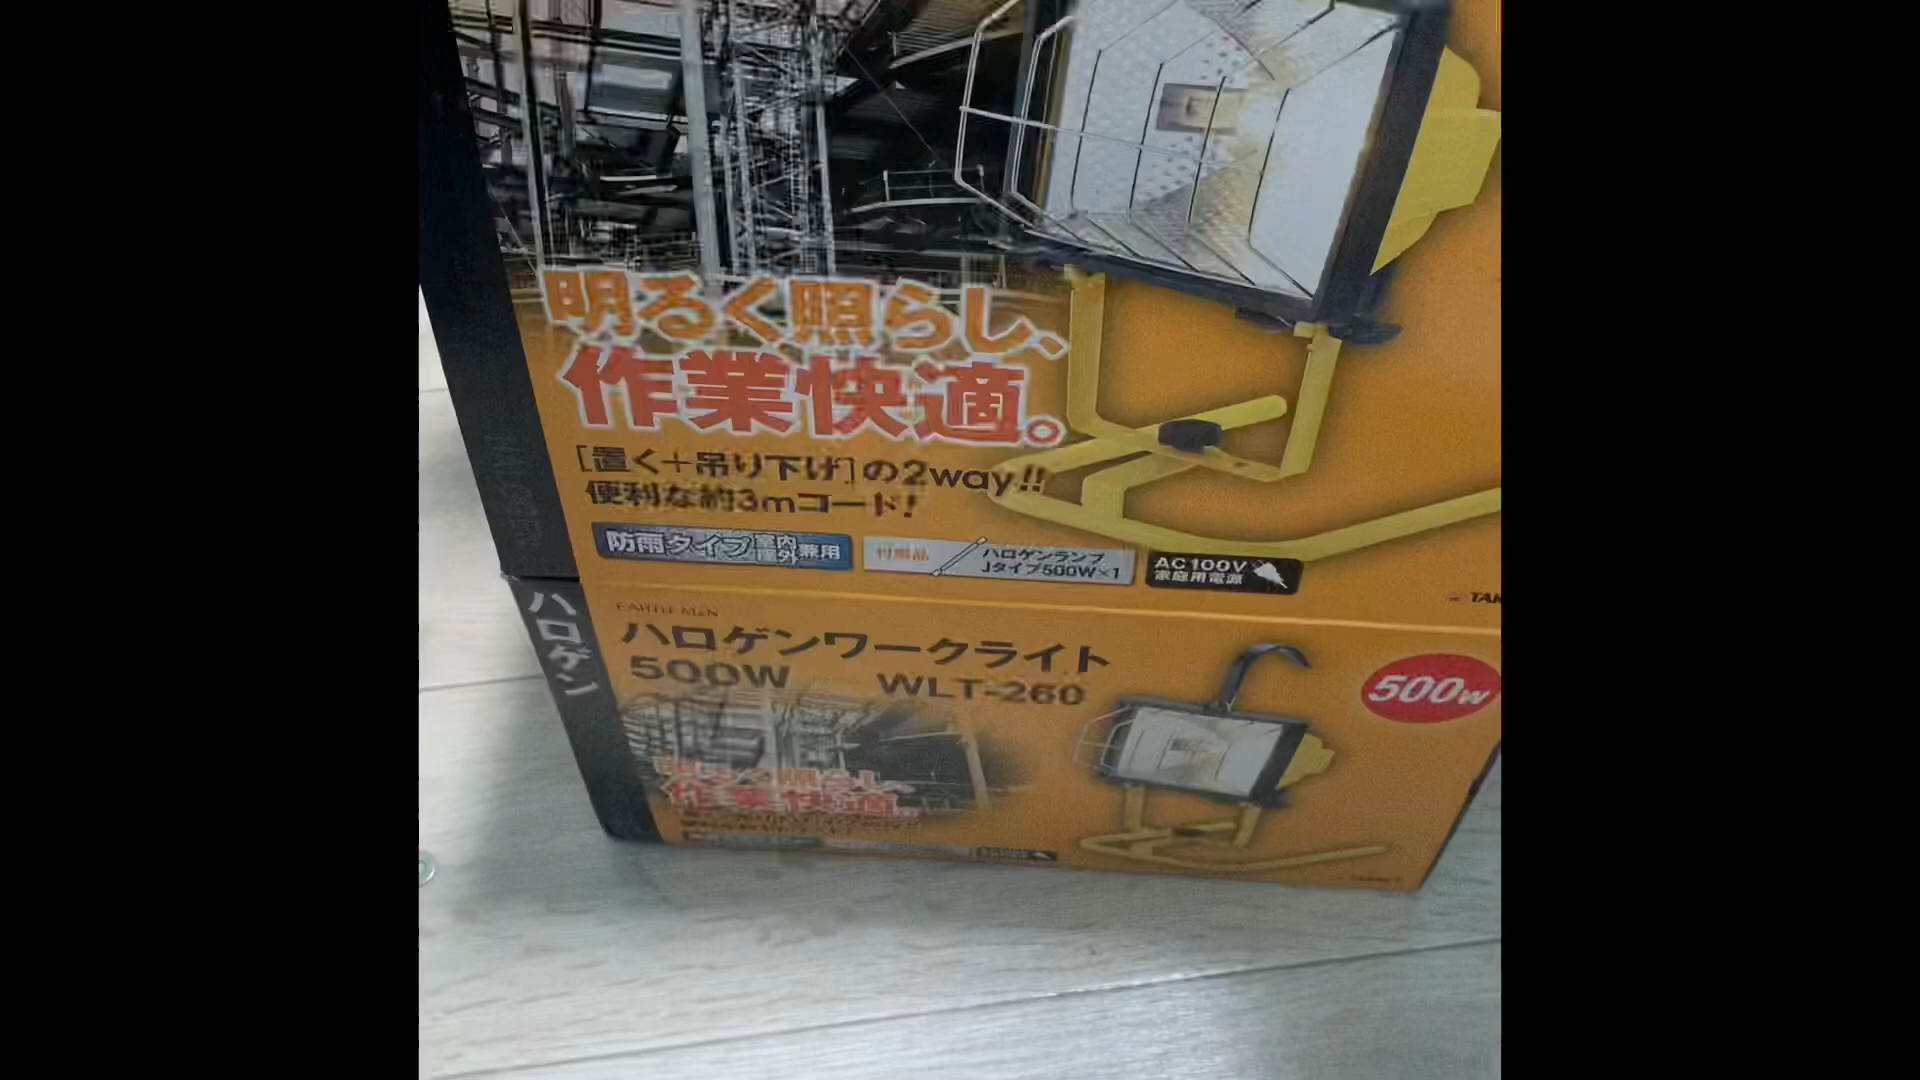 明るく照らし、
作業快適。
[置く+吊り下げ]の2way!!
便利な約3mコード!
防雨タイプ 室内屋外兼用
付属品 ハロゲンランプ
Jタイプ500W×1
AC100V
家庭用電源
TAK
ハロゲン
EARTH MAN
ハロゲンワークライト
500W WLT-260
500W
明るく照らし、
作業快適。